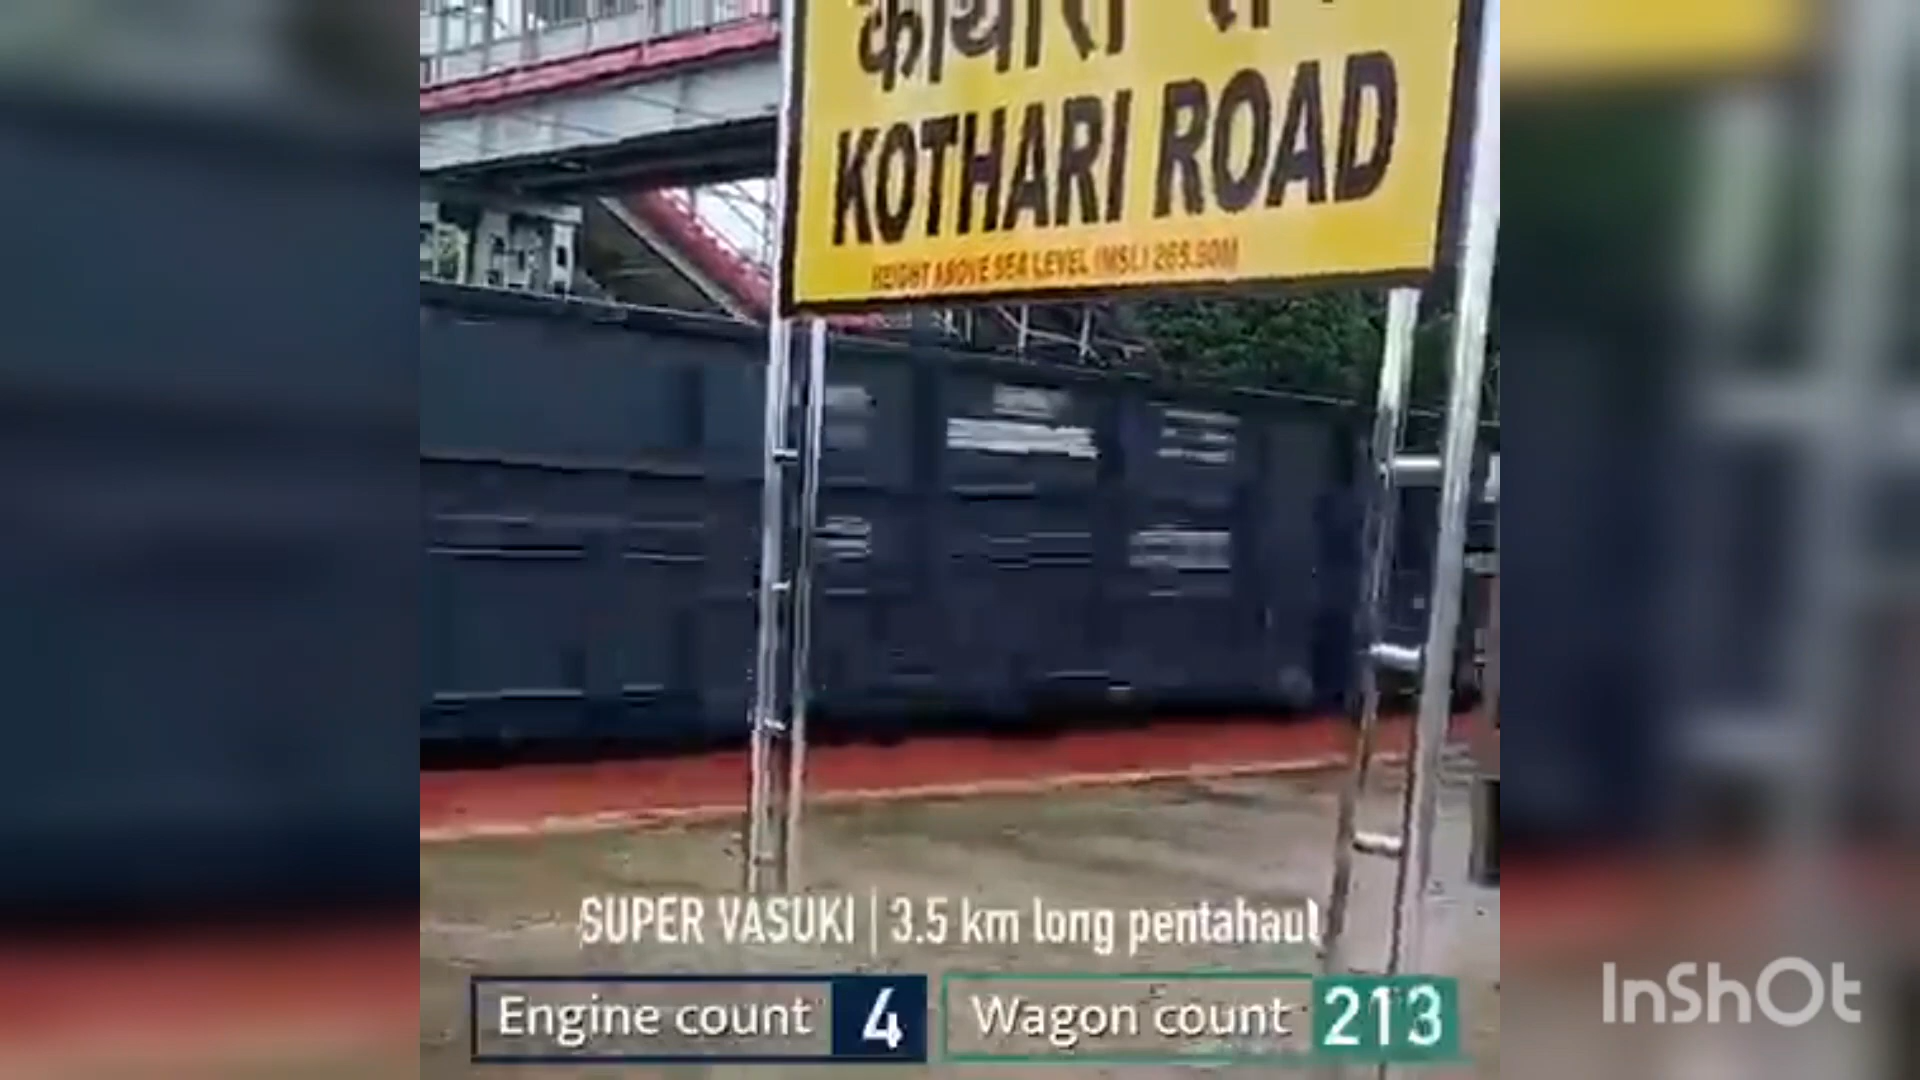 KOTHARI ROAD
HEIGHT ABOVE SEA LEVEL (MSL) 265.90M
SUPER VASUKI | 3.5 km long pentahaul
Engine count 4 Wagon count 213
InShOt